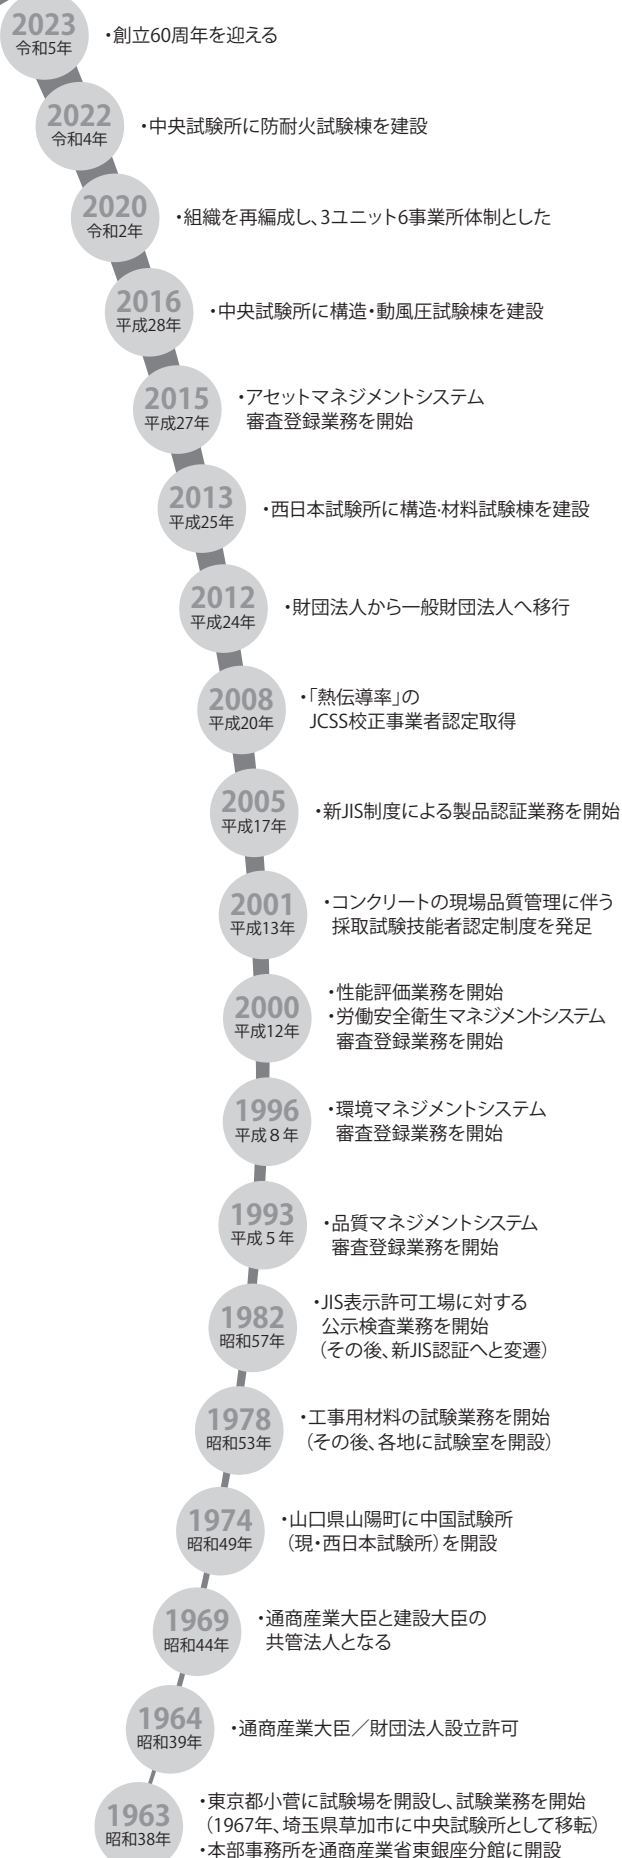 2023
令和5年
・創立60周年を迎える
2022
令和4年
・中央試験所に防耐火試験棟を建設
2020
令和2年
・組織を再編成し、3ユニット6事業所体制とした
2016
平成28年
・中央試験所に構造・動風圧試験棟を建設
2015
平成27年
・アセットマネジメントシステム
審査登録業務を開始
2013
平成25年
・西日本試験所に構造・材料試験棟を建設
2012
平成24年
・財団法人から一般財団法人へ移行
2008
平成20年
・「熱伝導率」の
JCSS校正事業者認定取得
2005
平成17年
・新JIS制度による製品認証業務を開始
2001
平成13年
・コンクリートの現場品質管理に伴う
採取試験技能者認定制度を発足
2000
平成12年
・性能評価業務を開始
・労働安全衛生マネジメントシステム
審査登録業務を開始
1996
平成8年
・環境マネジメントシステム
審査登録業務を開始
1993
平成5年
・品質マネジメントシステム
審査登録業務を開始
1982
昭和57年
・JIS表示許可工場に対する
公示検査業務を開始
（その後、新JIS認証へと変遷）
1978
昭和53年
・工事用材料の試験業務を開始
（その後、各地に試験室を開設）
1974
昭和49年
・山口県山陽町に中国試験所
（現・西日本試験所）を開設
1969
昭和44年
・通商産業大臣と建設大臣の
共管法人となる
1964
昭和39年
・通商産業大臣／財団法人設立許可
1963
昭和38年
・東京都小菅に試験場を開設し、試験業務を開始
（1967年、埼玉県草加市に中央試験所として移転）
・本部事務所を通商産業省東銀座分館に開設